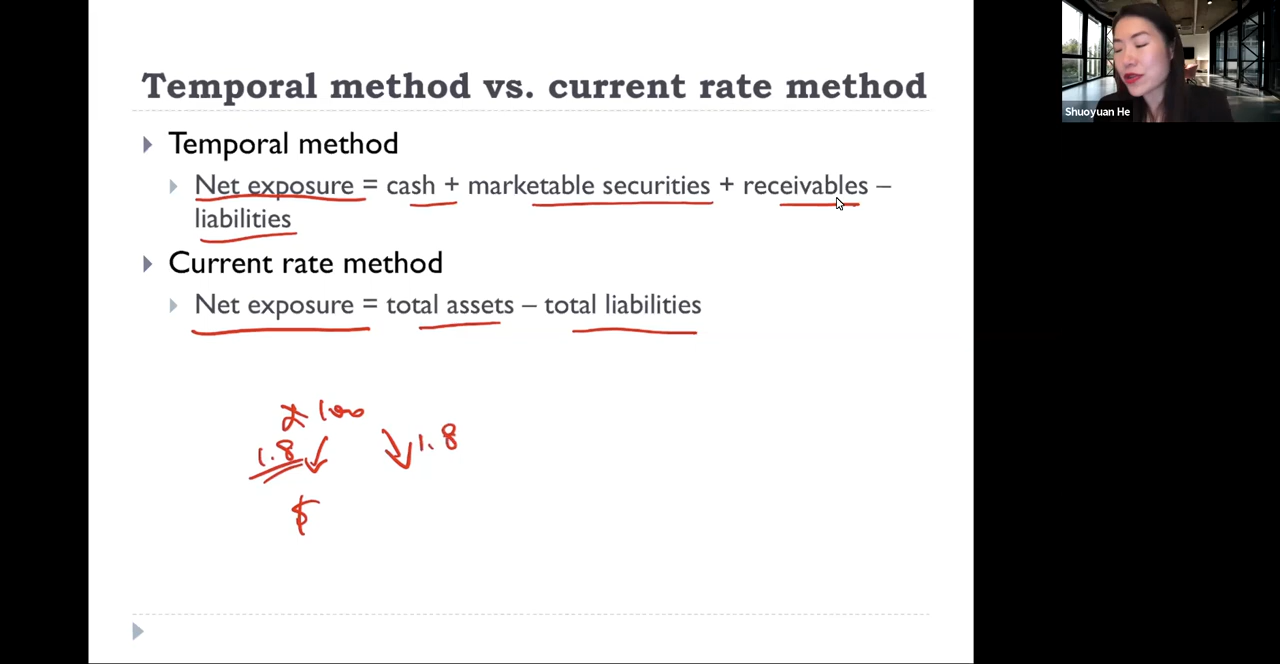 Temporal method vs. current rate method
Temporal method
Net exposure = cash + marketable securities + receivables –
liabilities
Current rate method
Net exposure = total assets – total liabilities
100
1.8 1.8
$
Shuoyuan He